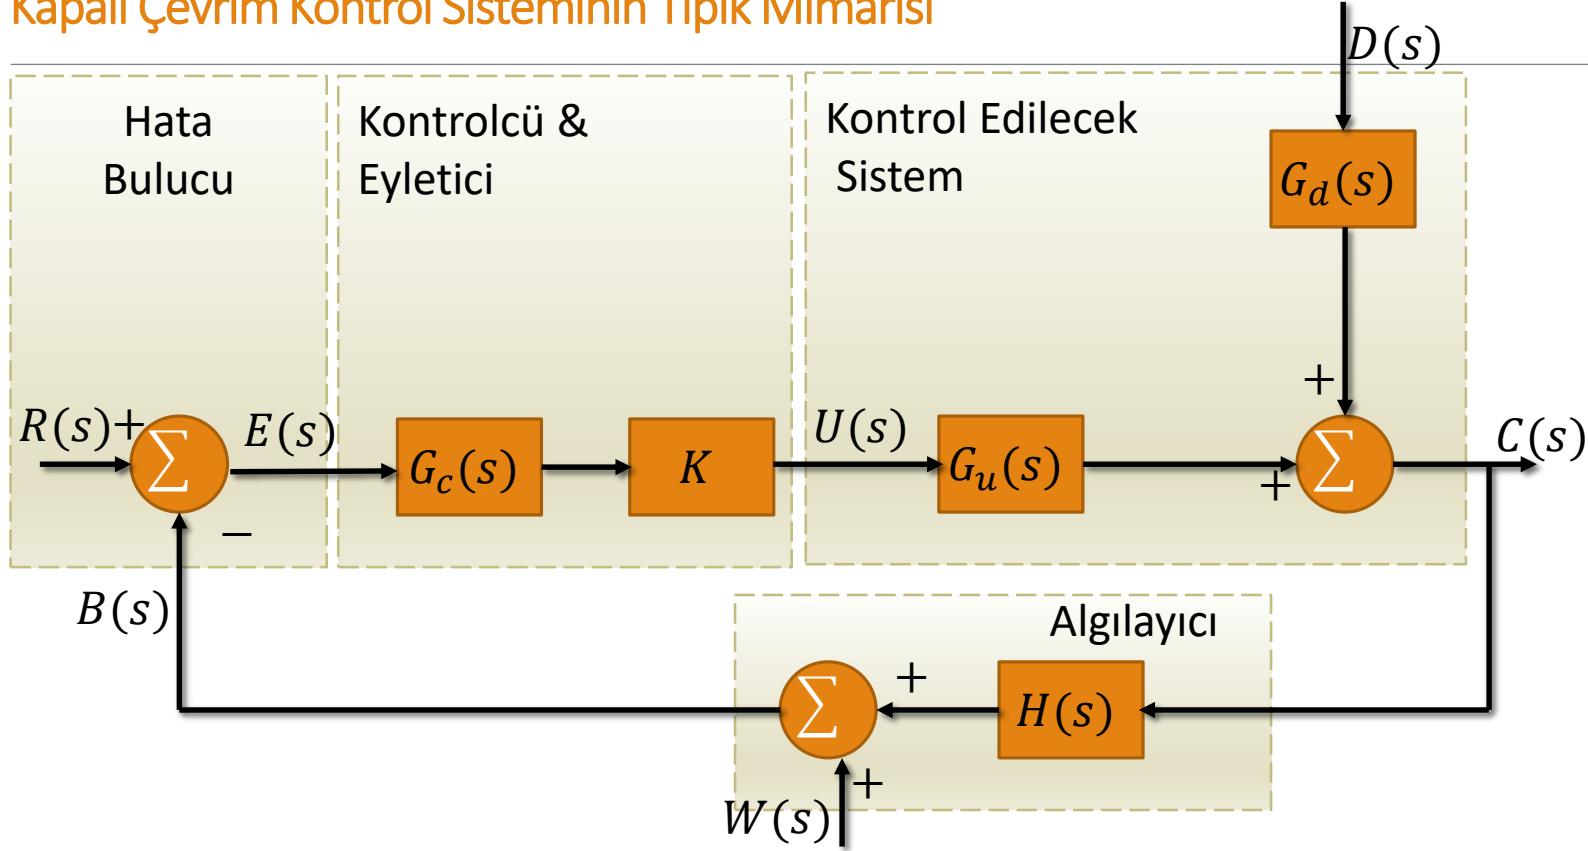 Kapalı Çevrim Kontrol Sisteminin Tipik Mimarisi
D(s)
Hata
Bulucu
Kontrolcü &
Eyletici
Kontrol Edilecek
Sistem
G_d(s)
+
R(s)+
∑
E(s)
G_c(s)
K
U(s)
G_u(s)
+
∑
C(s)
−
B(s)
Algılayıcı
∑
+
H(s)
+
W(s)